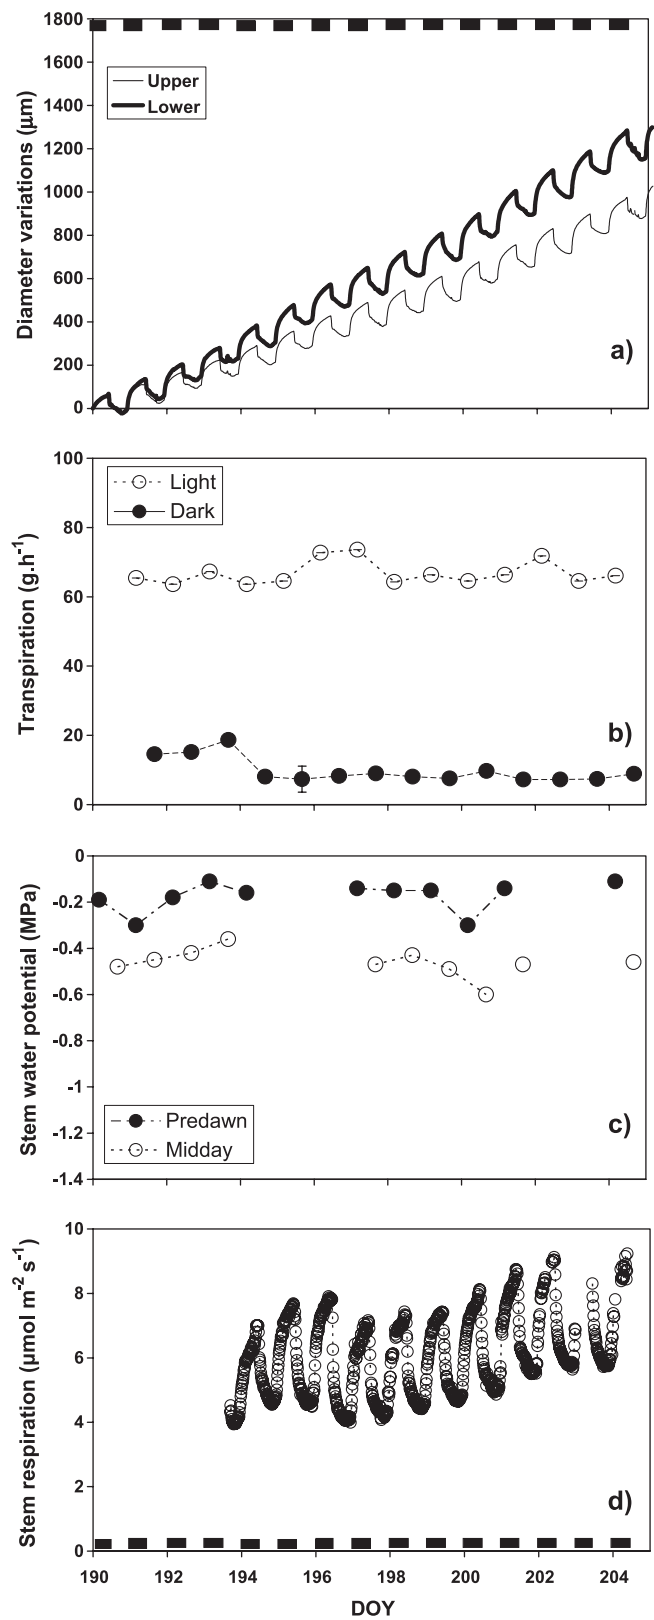 1800
1600
1400
1200
1000
800
600
400
200
0
Diameter variations (µm)
Upper
Lower
a)
100
80
60
40
20
0
Transpiration (g.h⁻¹)
Light
Dark
b)
0
-0.2
-0.4
-0.6
-0.8
-1
-1.2
-1.4
Stem water potential (MPa)
Predawn
Midday
c)
10
8
6
4
2
0
Stem respiration (µmol m⁻² s⁻¹)
d)
190 192 194 196 198 200 202 204
DOY